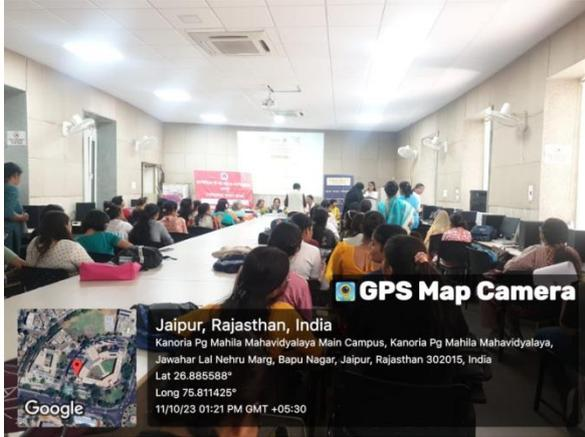 GPS Map Camera
Jaipur, Rajasthan, India
Kanoria Pg Mahila Mahavidyalaya Main Campus, Kanoria Pg Mahila Mahavidyalaya,
Jawahar Lal Nehru Marg, Bapu Nagar, Jaipur, Rajasthan 302015, India
Lat 26.885588°
Long 75.811425°
11/10/23 01:21 PM GMT +05:30
Google